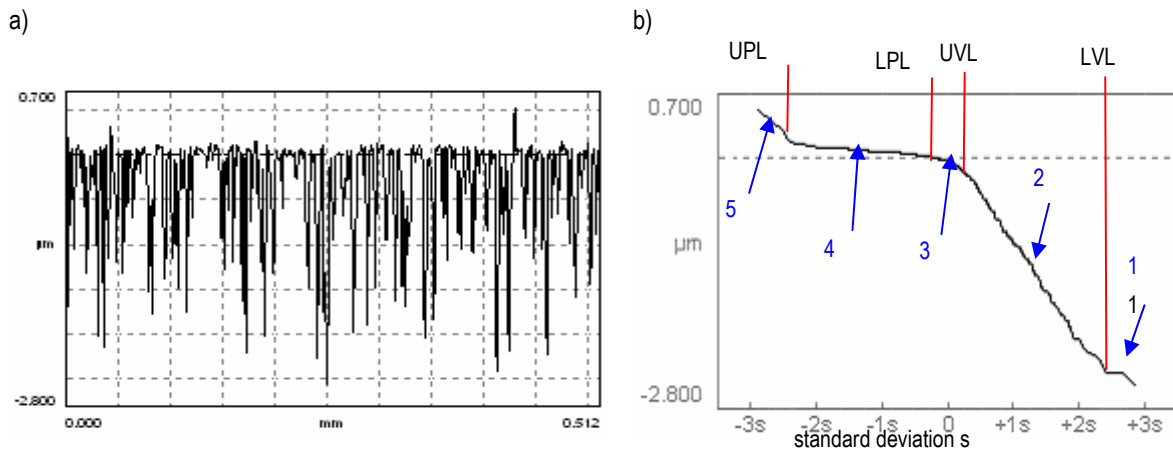 a)
0.700
µm
-2.800
0.000
mm
0.512
b)
UPL
LPL
UVL
LVL
0.700
µm
-2.800
5
4
3
2
1
1
-3s -2s -1s 0 +1s +2s +3s
standard deviation s